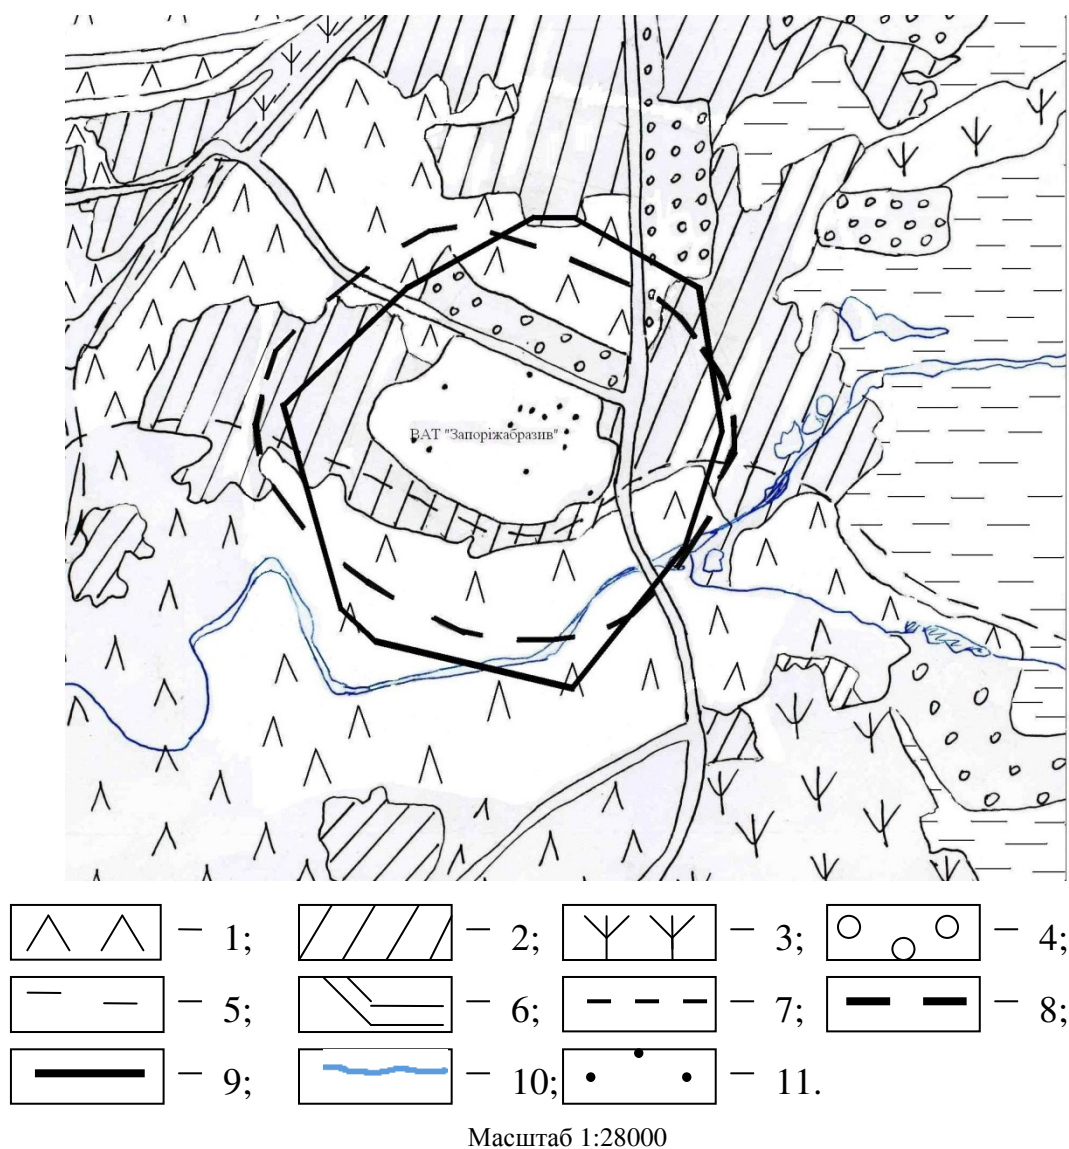 ВАТ "Запоріжабразив"
— 1; — 2; — 3; — 4;
— 5; — 6; — 7; — 8;
— 9; — 10; — 11.
Масштаб 1:28000